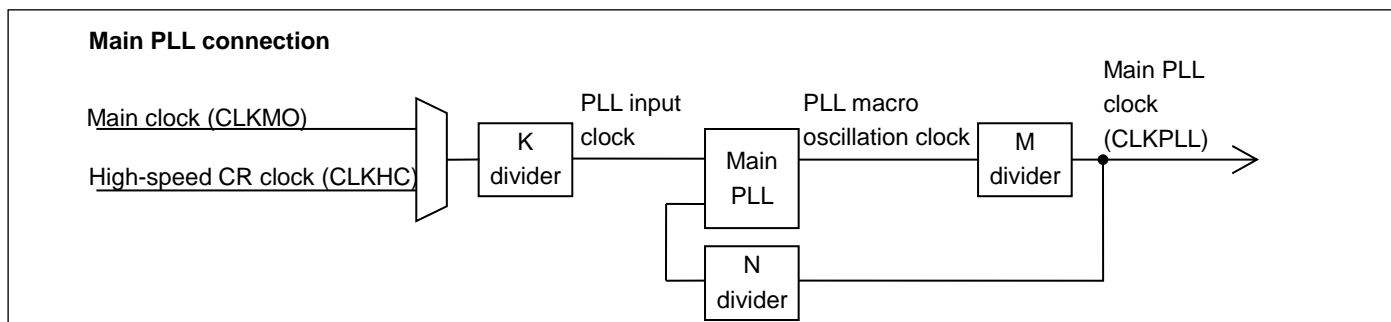 Main PLL connection
Main clock (CLKMO)
High-speed CR clock (CLKHC)
K
divider
PLL input
clock
Main
PLL
PLL macro
oscillation clock
M
divider
Main PLL
clock
(CLKPLL)
N
divider